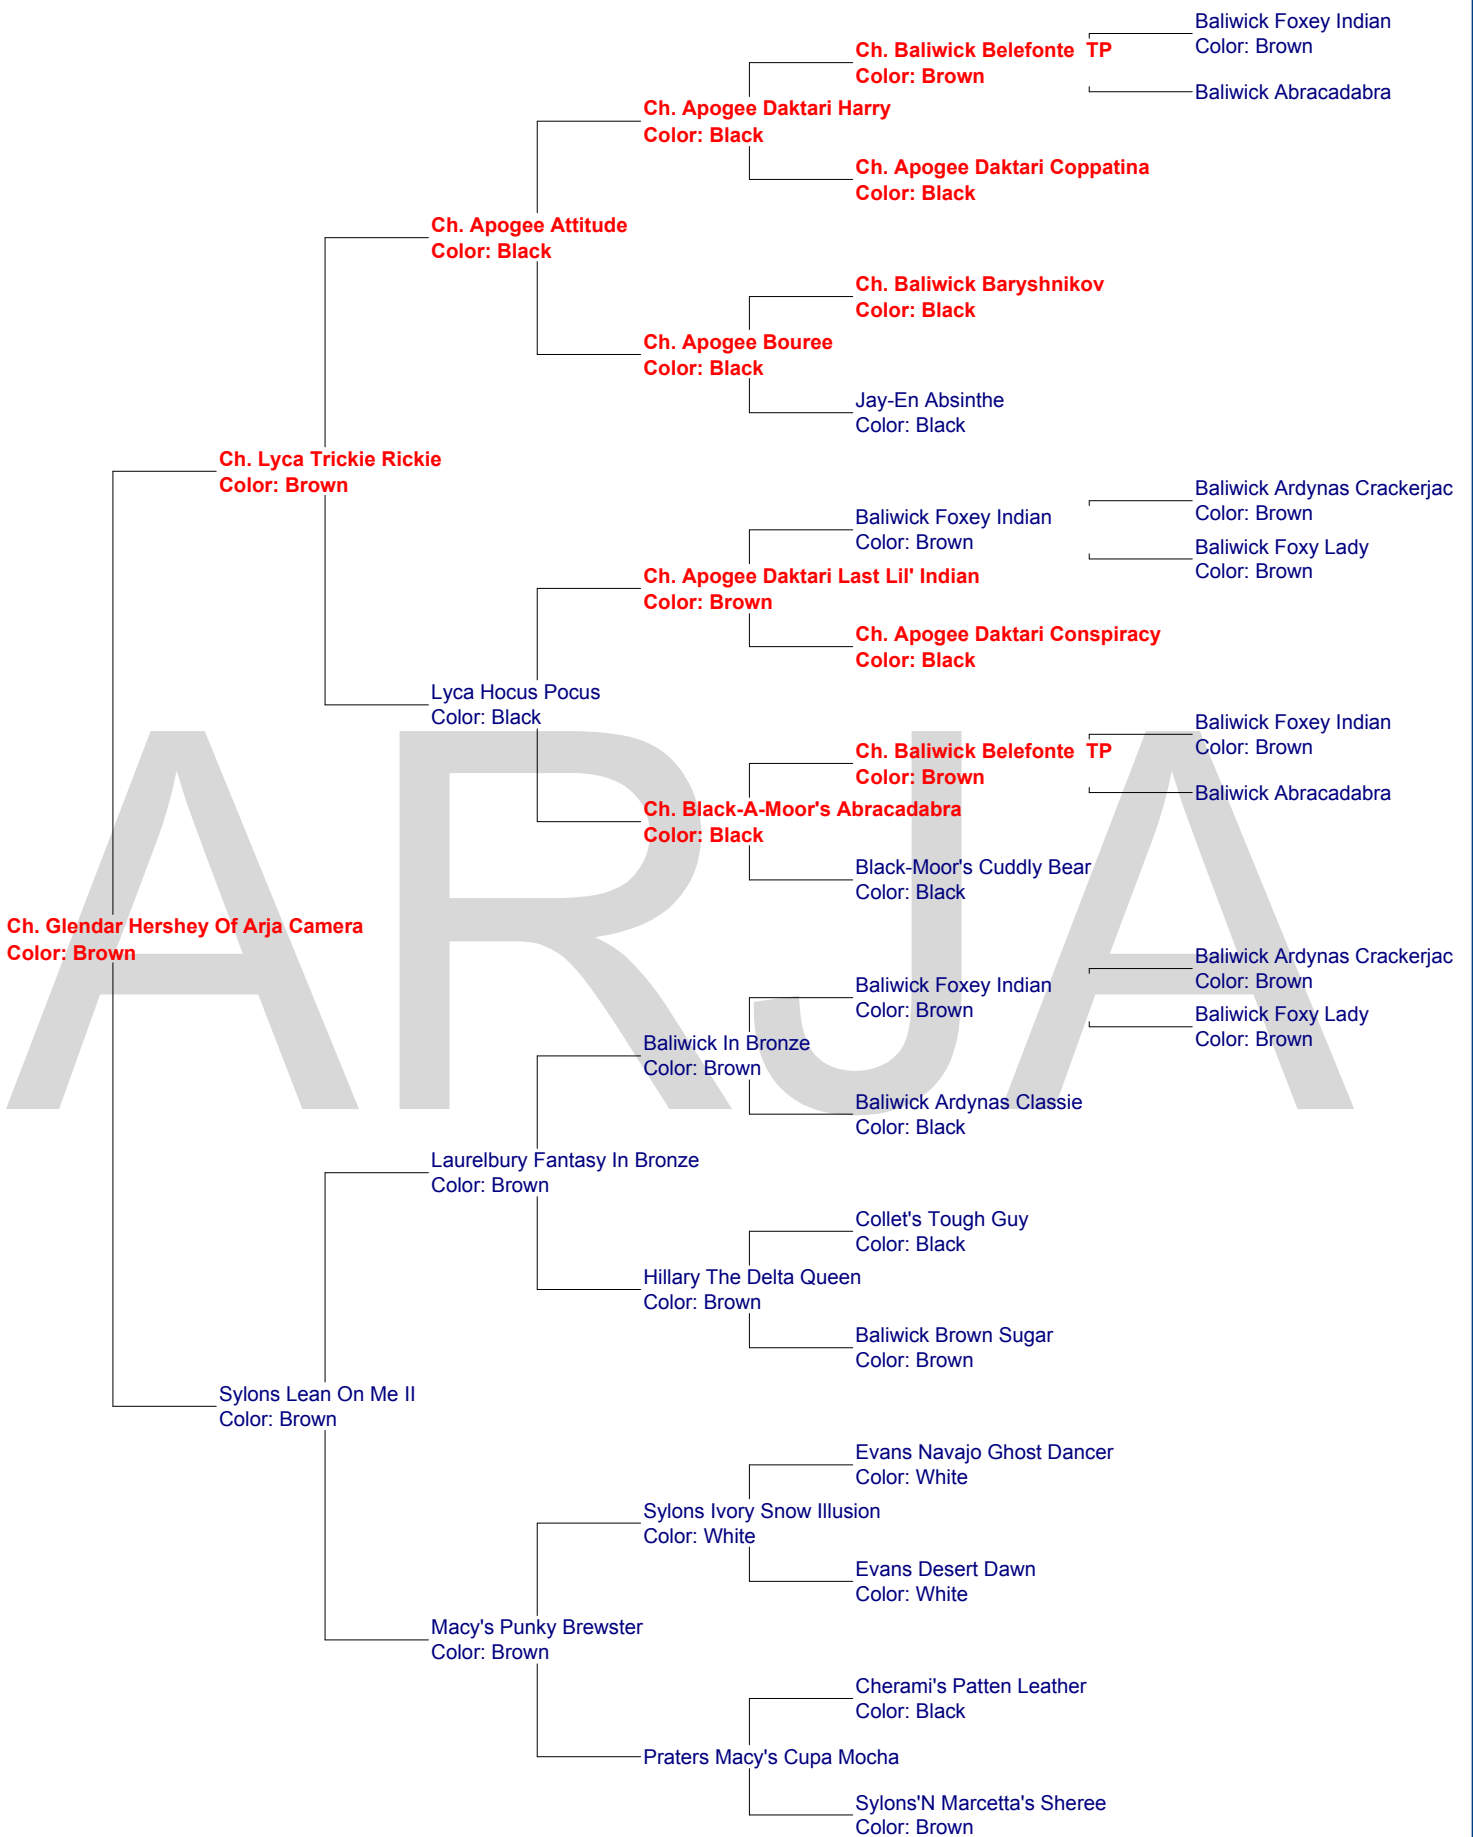 Baliwick Foxey Indian
Color: Brown
Ch. Baliwick Belefonte  TP
Color: Brown
Baliwick Abracadabra
Ch. Apogee Daktari Harry
Color: Black
Ch. Apogee Daktari Coppatina
Color: Black
Ch. Apogee Attitude
Color: Black
Ch. Baliwick Baryshnikov
Color: Black
Ch. Apogee Bouree
Color: Black
Jay-En Absinthe
Color: Black
Ch. Lyca Trickie Rickie
Color: Brown
Baliwick Ardynas Crackerjac
Color: Brown
Baliwick Foxey Indian
Color: Brown
Baliwick Foxy Lady
Color: Brown
Ch. Apogee Daktari Last Lil' Indian
Color: Brown
Ch. Apogee Daktari Conspiracy
Color: Black
Lyca Hocus Pocus
Color: Black
Baliwick Foxey Indian
Color: Brown
Ch. Baliwick Belefonte  TP
Color: Brown
Baliwick Abracadabra
Ch. Black-A-Moor's Abracadabra
Color: Black
Black-Moor's Cuddly Bear
Color: Black
ARJA
Ch. Glendar Hershey Of Arja Camera
Color: Brown
Baliwick Ardynas Crackerjac
Color: Brown
Baliwick Foxey Indian
Color: Brown
Baliwick Foxy Lady
Color: Brown
Baliwick In Bronze
Color: Brown
Baliwick Ardynas Classie
Color: Black
Laurelbury Fantasy In Bronze
Color: Brown
Collet's Tough Guy
Color: Black
Hillary The Delta Queen
Color: Brown
Baliwick Brown Sugar
Color: Brown
Sylons Lean On Me II
Color: Brown
Evans Navajo Ghost Dancer
Color: White
Sylons Ivory Snow Illusion
Color: White
Evans Desert Dawn
Color: White
Macy's Punky Brewster
Color: Brown
Cherami's Patten Leather
Color: Black
Praters Macy's Cupa Mocha
Sylons'N Marcetta's Sheree
Color: Brown